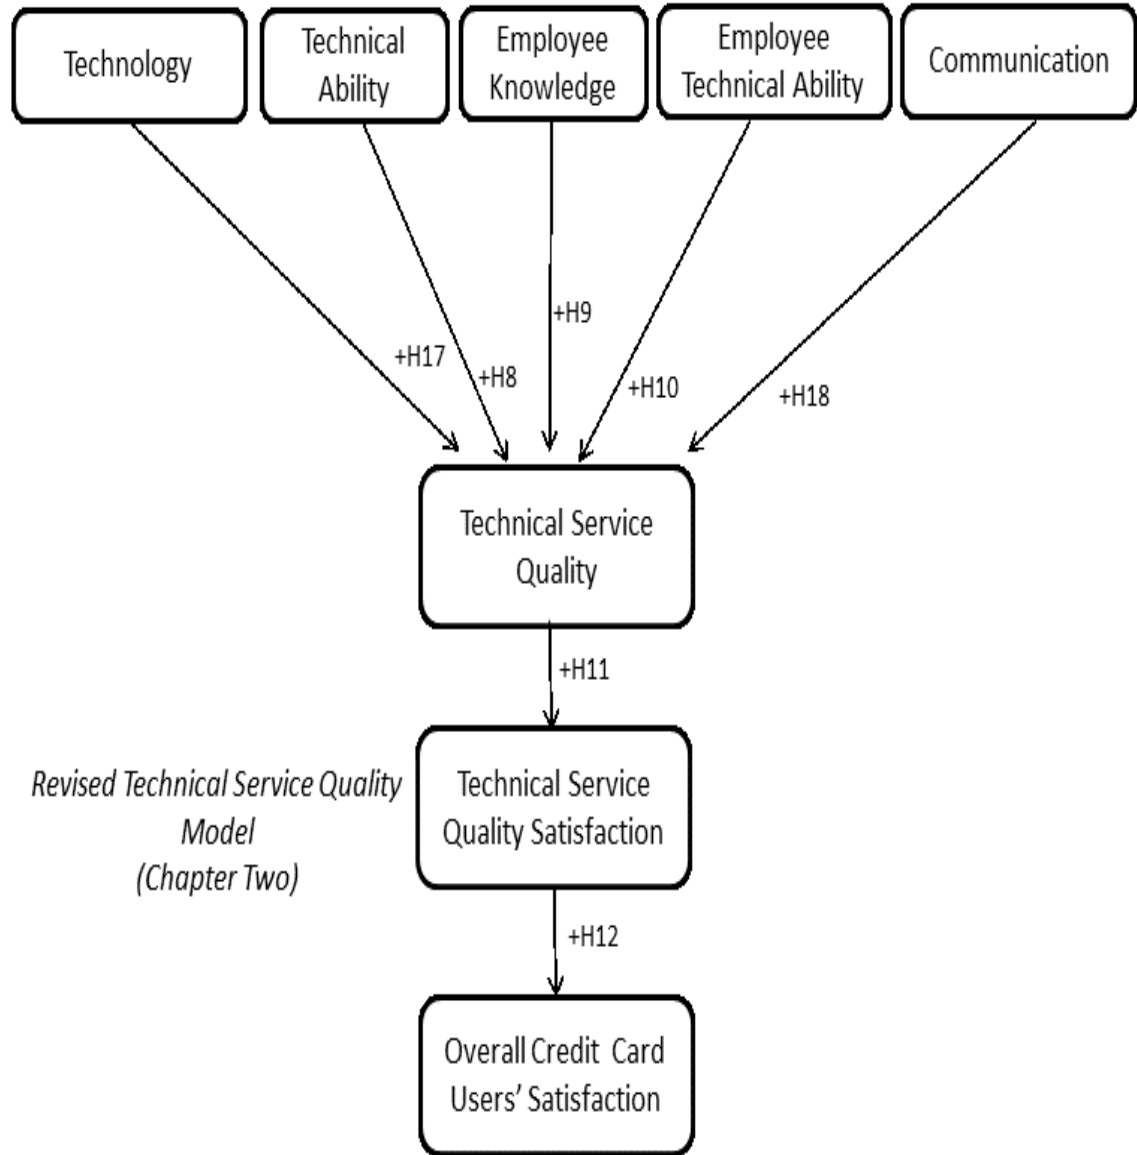 Technology
Technical
Ability
Employee
Knowledge
Employee
Technical Ability
Communication
+H17
+H8
+H9
+H10
+H18
Technical Service
Quality
+H11
Revised Technical Service Quality
Model
(Chapter Two)
Technical Service
Quality Satisfaction
+H12
Overall Credit Card
Users’ Satisfaction